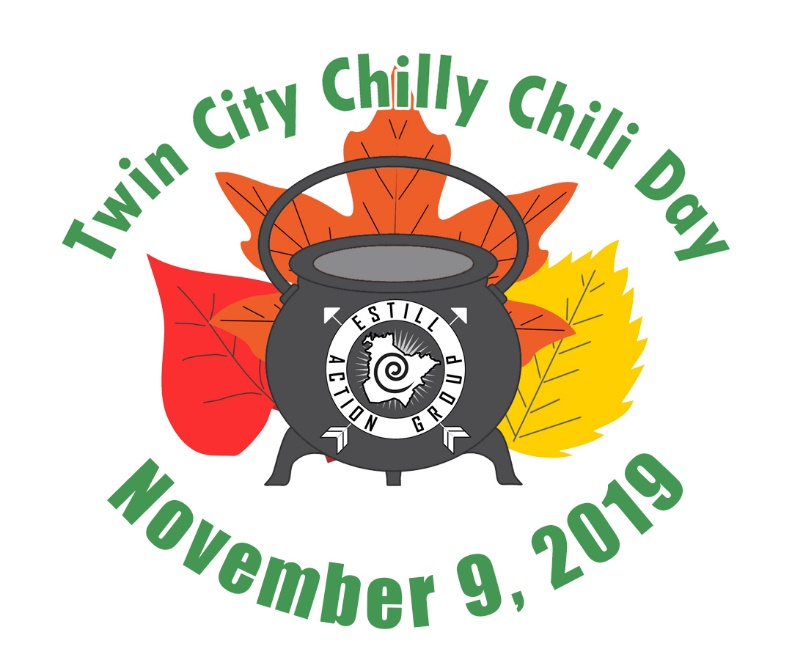 Twin City Chilly Chili Day
ESTILL
ACTION GROUP
November 9, 2019